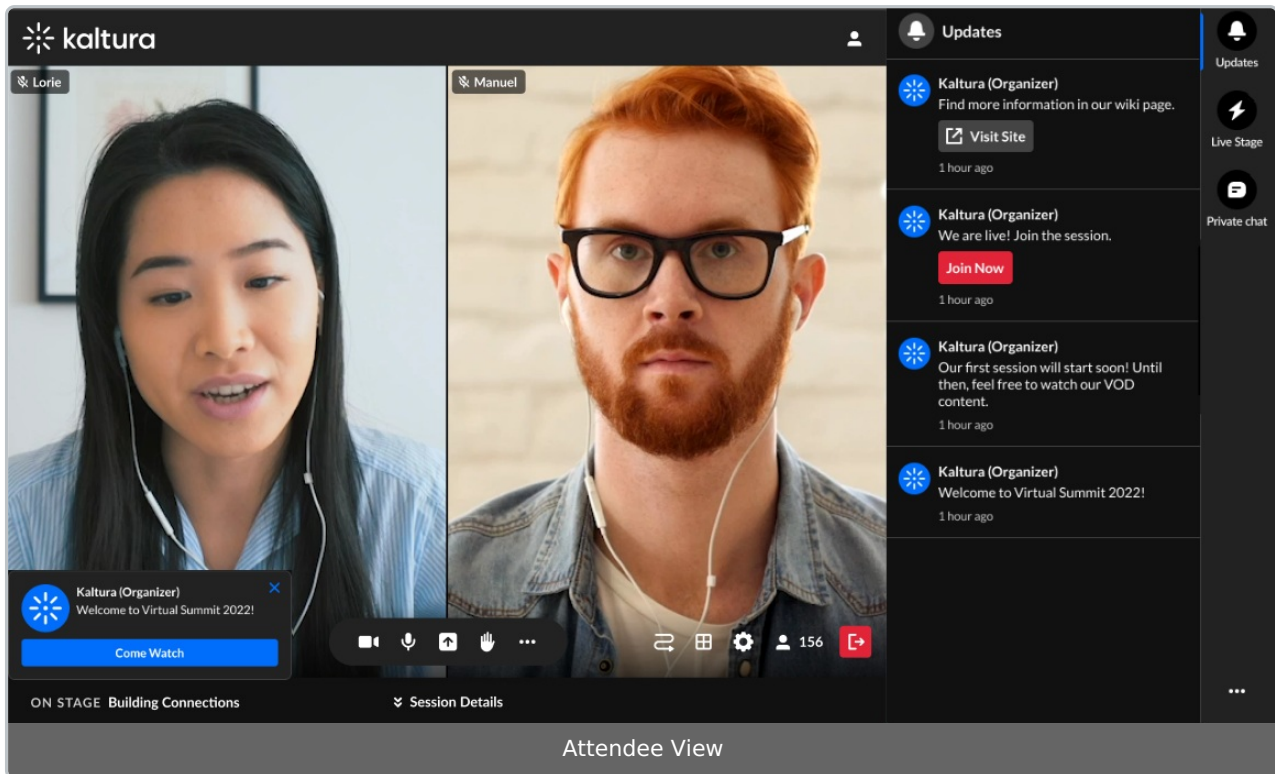 kaltura
Lorie
Manuel
Kaltura (Organizer)
Welcome to Virtual Summit 2022!
Come Watch
156
ON STAGE Building Connections
Session Details
Updates
Kaltura (Organizer)
Find more information in our wiki page.
Visit Site
1 hour ago
Kaltura (Organizer)
We are live! Join the session.
Join Now
1 hour ago
Kaltura (Organizer)
Our first session will start soon! Until
then, feel free to watch our VOD
content.
1 hour ago
Kaltura (Organizer)
Welcome to Virtual Summit 2022!
1 hour ago
Updates
Live Stage
Private chat
Attendee View